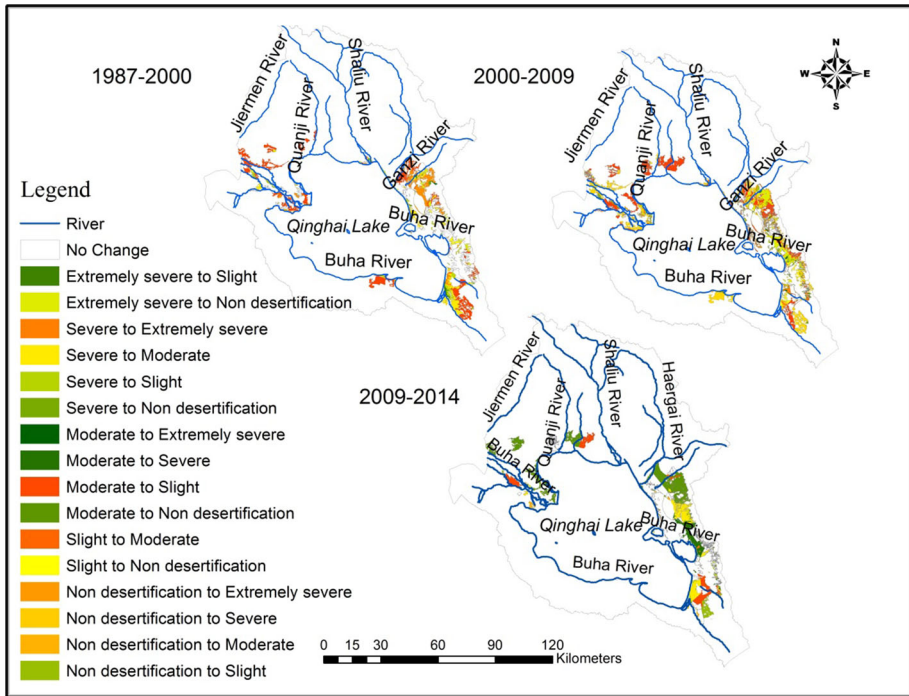 1987-2000
Jiermen River
Quanji River
Shaliu River
Ganzi River
Buha River
Qinghai Lake
Buha River
2000-2009
Jiermen River
Quanji River
Shaliu River
Ganzi River
Buha River
Qinghai Lake
Buha River
N
W
E
S
2009-2014
Jiermen River
Quanji River
Shaliu River
Haergai River
Buha River
Qinghai Lake
Buha River
Buha River
Legend
River
No Change
Extremely severe to Slight
Extremely severe to Non desertification
Severe to Extremely severe
Severe to Moderate
Severe to Slight
Severe to Non desertification
Moderate to Extremely severe
Moderate to Severe
Moderate to Slight
Moderate to Non desertification
Slight to Moderate
Slight to Non desertification
Non desertification to Extremely severe
Non desertification to Severe
Non desertification to Moderate
Non desertification to Slight
0 15 30 60 90 120
Kilometers